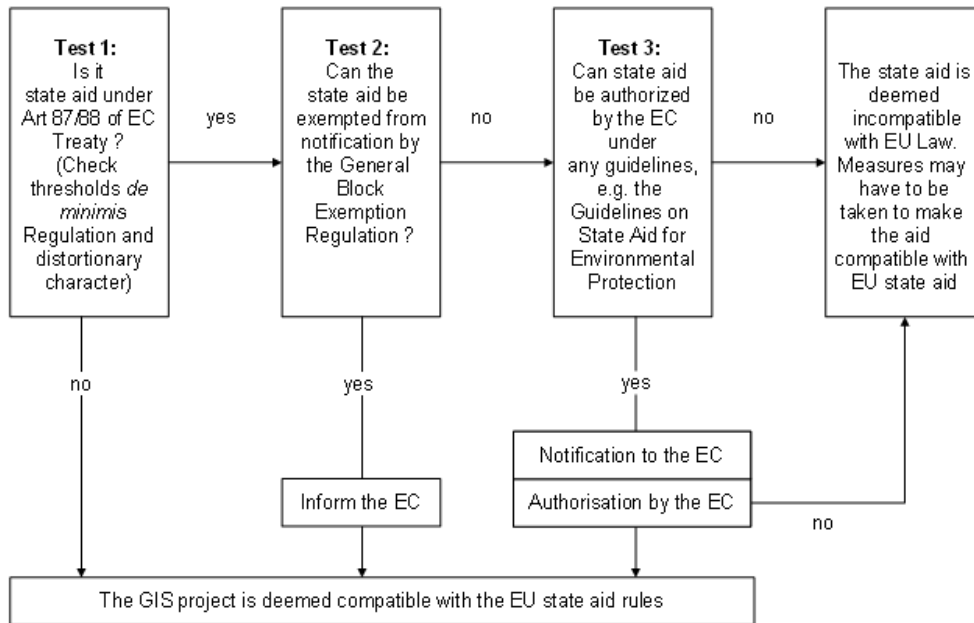 Test 1:
Is it
state aid under
Art 87/88 of EC
Treaty ?
(Check
thresholds de
minimis
Regulation and
distortionary
character)
yes
Test 2:
Can the
state aid be
exempted from
notification by
the General
Block
Exemption
Regulation ?
no
Test 3:
Can state aid
be authorized
by the EC
under
any guidelines,
e.g. the
Guidelines on
State Aid for
Environmental
Protection
no
The state aid is
deemed
incompatible
with EU Law.
Measures may
have to be
taken to make
the aid
compatible with
EU state aid
no
yes
yes
Notification to the EC
Inform the EC
Authorisation by the EC
no
The GIS project is deemed compatible with the EU state aid rules